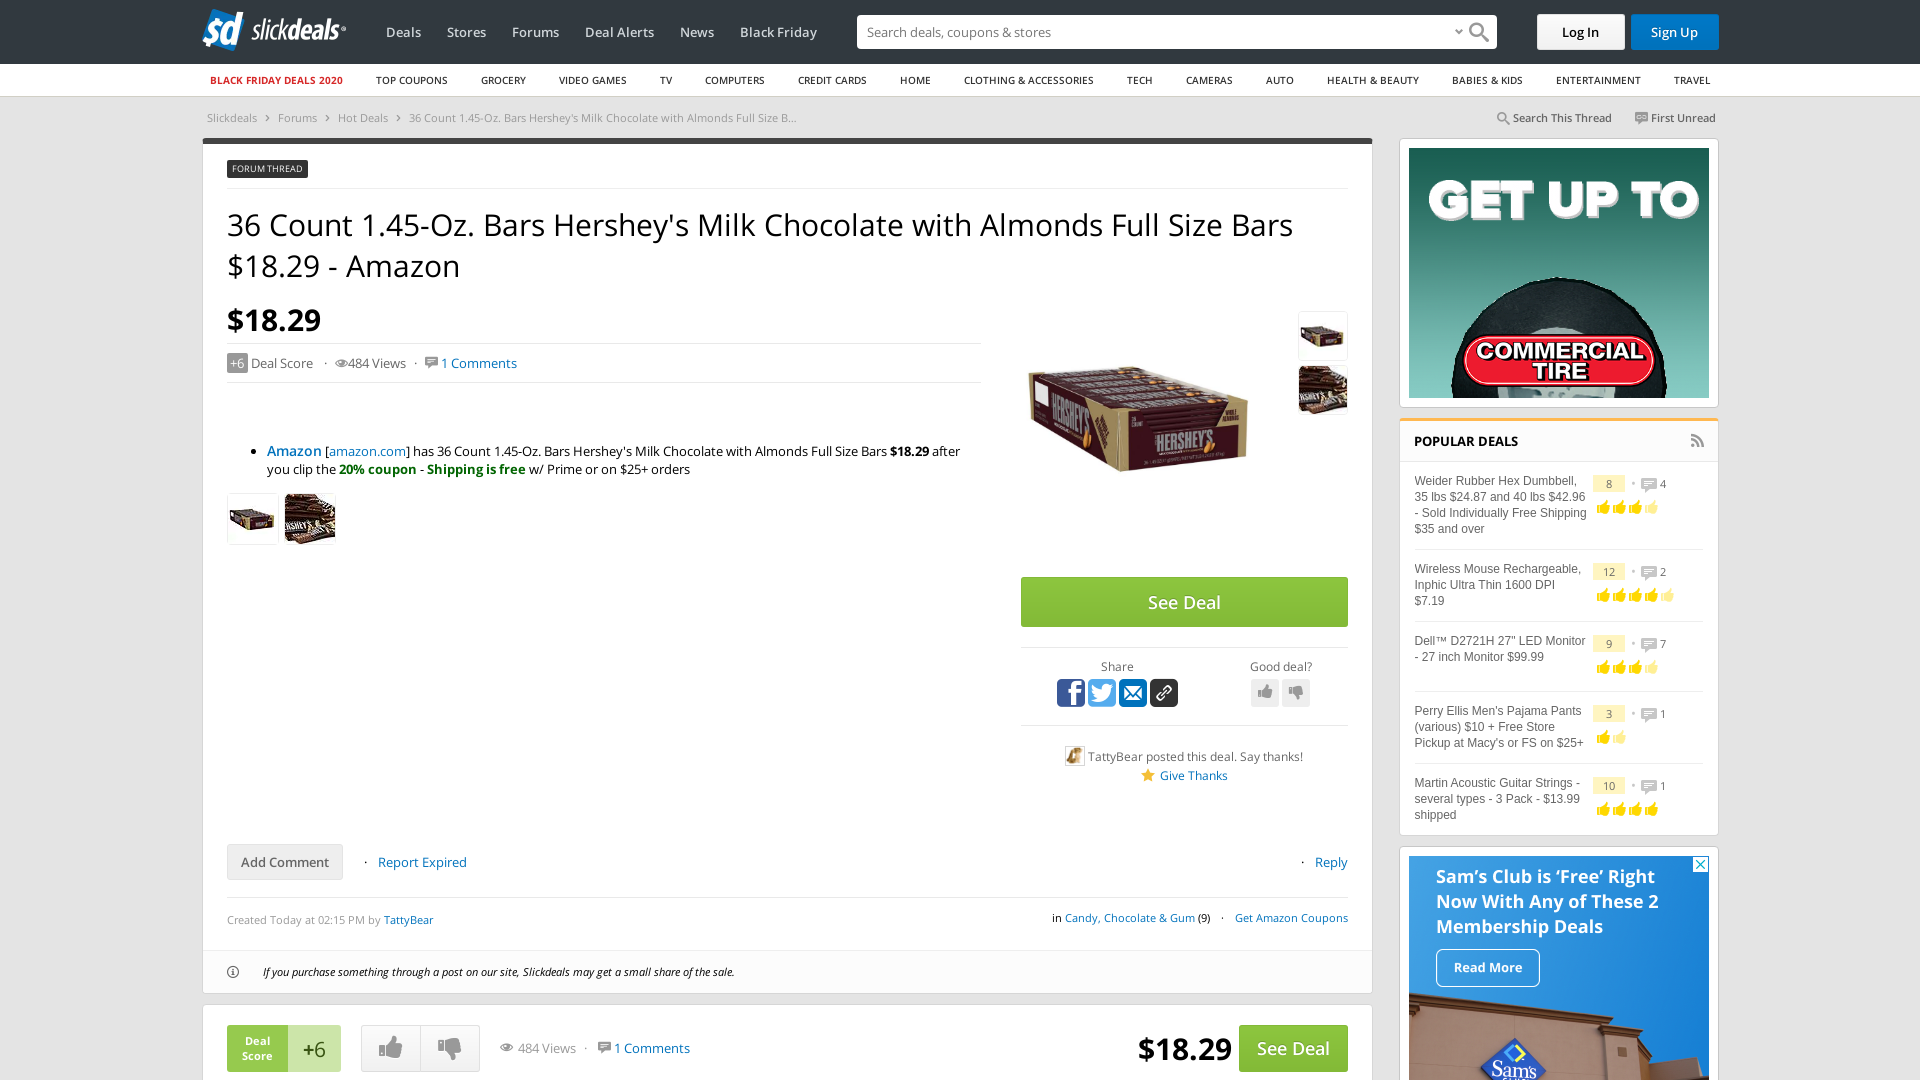 slickdeals
Deals
Stores
Forums
Deal Alerts
News
Black Friday
Search deals, coupons & stores
Log In
Sign Up
BLACK FRIDAY DEALS 2020
TOP COUPONS
GROCERY
VIDEO GAMES
TV
COMPUTERS
CREDIT CARDS
HOME
CLOTHING & ACCESSORIES
TECH
CAMERAS
AUTO
HEALTH & BEAUTY
BABIES & KIDS
ENTERTAINMENT
TRAVEL
Slickdeals > Forums > Hot Deals > 36 Count 1.45-Oz. Bars Hershey's Milk Chocolate with Almonds Full Size B...
Search This Thread
First Unread
FORUM THREAD
36 Count 1.45-Oz. Bars Hershey's Milk Chocolate with Almonds Full Size Bars
$18.29 - Amazon
$18.29
+6 Deal Score · 484 Views · 1 Comments
Amazon [amazon.com] has 36 Count 1.45-Oz. Bars Hershey's Milk Chocolate with Almonds Full Size Bars $18.29 after
you clip the 20% coupon - Shipping is free w/ Prime or on $25+ orders
HERSHEY'S
HERSHEY'S
See Deal
Share
Good deal?
TattyBear posted this deal. Say thanks!
Give Thanks
Add Comment
· Report Expired
· Reply
Created Today at 02:15 PM by TattyBear
in Candy, Chocolate & Gum (9) · Get Amazon Coupons
If you purchase something through a post on our site, Slickdeals may get a small share of the sale.
Deal
Score
+6
484 Views · 1 Comments
$18.29
See Deal
GET UP TO
COMMERCIAL
TIRE
POPULAR DEALS
Weider Rubber Hex Dumbbell,
35 lbs $24.87 and 40 lbs $42.96
- Sold Individually Free Shipping
$35 and over
8 • 4
Wireless Mouse Rechargeable,
Inphic Ultra Thin 1600 DPI
$7.19
12 • 2
Dell™ D2721H 27" LED Monitor
- 27 inch Monitor $99.99
9 • 7
Perry Ellis Men's Pajama Pants
(various) $10 + Free Store
Pickup at Macy's or FS on $25+
3 • 1
Martin Acoustic Guitar Strings -
several types - 3 Pack - $13.99
shipped
10 • 1
Sam's Club is 'Free' Right
Now With Any of These 2
Membership Deals
Read More
Sam's